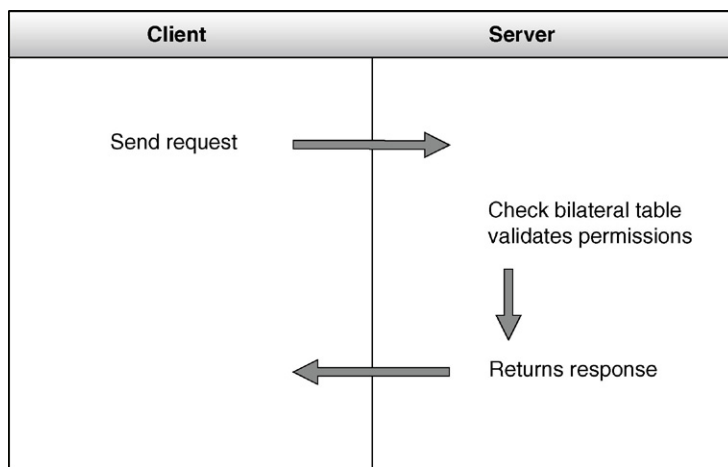 Client
Server
Send request
Check bilateral table
validates permissions
Returns response